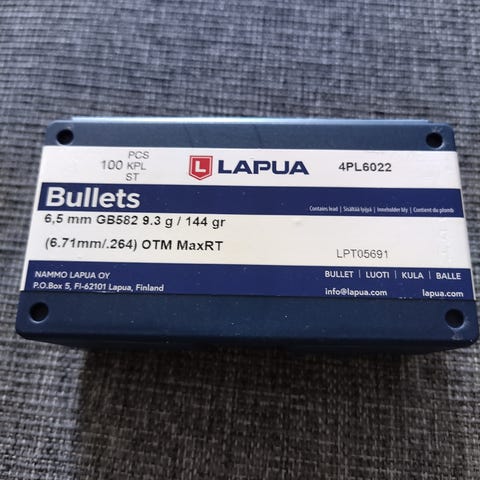 PCS
100 KPL
ST
L LAPUA
4PL6022
Bullets
6,5 mm GB582 9.3 g / 144 gr
Contains lead | Sisältää lyijyä | Innehåller bly | Contient du plomb
(6.71mm/.264) OTM MaxRT
LPT05691
NAMMO LAPUA OY
P.O.Box 5, FI-62101 Lapua, Finland
BULLET | LUOTI | KULA | BALLE
info@lapua.com
lapua.com